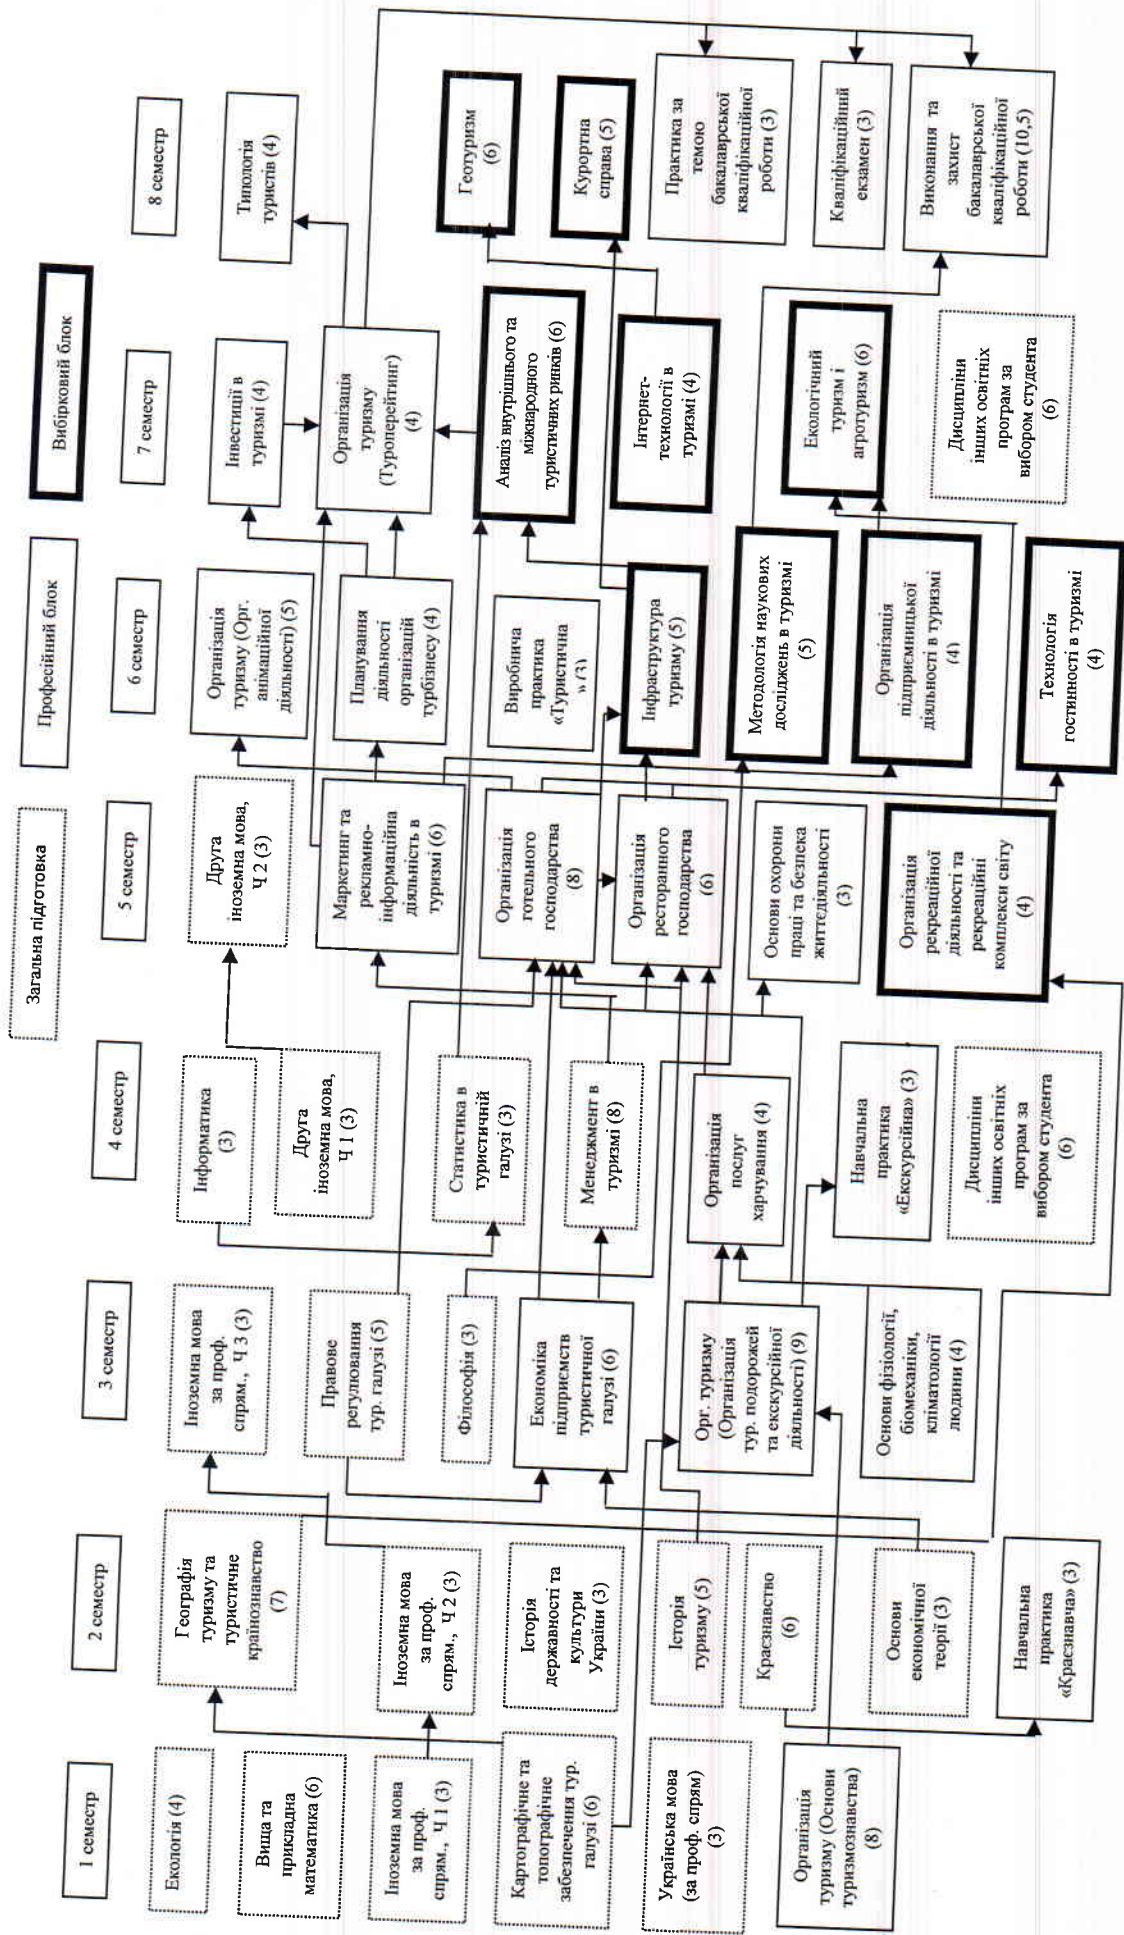 Загальна підготовка
Професійний блок
Вибірковий блок
1 семестр
2 семестр
3 семестр
4 семестр
5 семестр
6 семестр
7 семестр
8 семестр
Екологія (4)
Вища та
прикладна
математика (6)
Іноземна мова
за проф.
спрям., Ч 1 (3)
Картографічне та
топографічне
забезпечення тур.
галузі (6)
Українська мова
(за проф. спрям)
(3)
Організація
туризму (Основи
туризмознавства)
(8)
Географія
туризму та
туристичне
країнознавство
(7)
Іноземна мова
за проф.
спрям., Ч 2 (3)
Історія
державності та
культури
України (3)
Історія
туризму (5)
Краєзнавство
(6)
Основи
економічної
теорії (3)
Навчальна
практика
«Краєзнавча» (3)
Іноземна мова
за проф.
спрям., Ч 3 (3)
Правове
регулювання
тур. галузі (5)
Філософія (3)
Економіка
підприємств
туристичної
галузі (6)
Орг. туризму
(Організація
тур. подорожей
та екскурсійної
діяльності) (9)
Основи фізіології,
біомеханіки,
кліматології
людини (4)
Інформатика
(3)
Друга
іноземна мова,
Ч 1 (3)
Статистика в
туристичній
галузі (3)
Менеджмент в
туризмі (8)
Організація
послуг
харчування (4)
Навчальна
практика
«Екскурсійна» (3)
Дисципліни
інших освітніх
програм за
вибором студента
(6)
Друга
іноземна мова,
Ч 2 (3)
Маркетинг та
рекламно-
інформаційна
діяльність в
туризмі (6)
Організація
готельного
господарства
(8)
Організація
ресторанного
господарства
(6)
Основи охорони
праці та безпека
життєдіяльності
(3)
Організація
рекреаційної
діяльності та
рекреаційні
комплекси світу
(4)
Організація
туризму (Орг.
анімаційної
діяльності) (5)
Планування
діяльності
організацій
турбізнесу (4)
Виробнича
практика
«Туристична
» (3)
Інфраструктура
туризму (5)
Методологія наукових
досліджень в туризмі
(5)
Організація
підприємницької
діяльності в туризмі
(4)
Технологія
гостинності в туризмі
(4)
Інвестиції в
туризмі (4)
Організація
туризму
(Туроперейтинг)
(4)
Аналіз внутрішнього та
міжнародного
туристичних ринків (6)
Інтернет-
технології в
туризмі (4)
Екологічний
туризм і
агротуризм (6)
Дисципліни
інших освітніх
програм за
вибором студента
(6)
Типологія
туристів (4)
Геотуризм
(6)
Курортна
справа (5)
Практика за
темою
бакалаврської
кваліфікаційної
роботи (3)
Кваліфікаційний
екзамен (3)
Виконання та
захист
бакалаврської
кваліфікаційної
роботи (10,5)